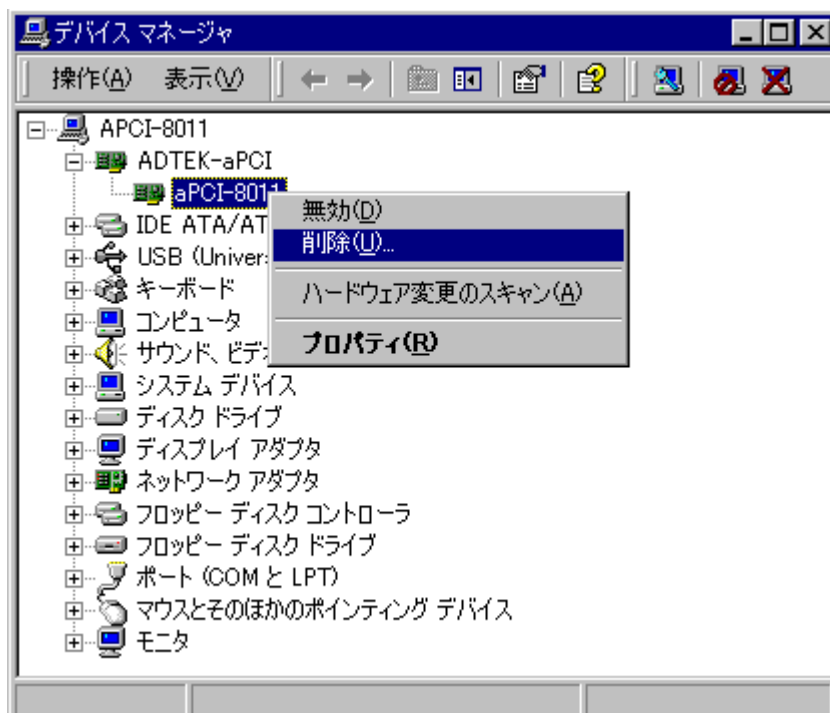 デバイス マネージャ
操作(A) 表示(V)
APCI-8011
ADTEK-aPCI
aPCI-8011
無効(D)
IDE ATA/AT
削除(U)...
USB (Univer
キーボード
ハードウェア変更のスキャン(A)
コンピュータ
サウンド、ビデオ
プロパティ(R)
システム デバイス
ディスク ドライブ
ディスプレイ アダプタ
ネットワーク アダプタ
フロッピー ディスク コントローラ
フロッピー ディスク ドライブ
ポート (COM と LPT)
マウスとそのほかのポインティング デバイス
モニタ